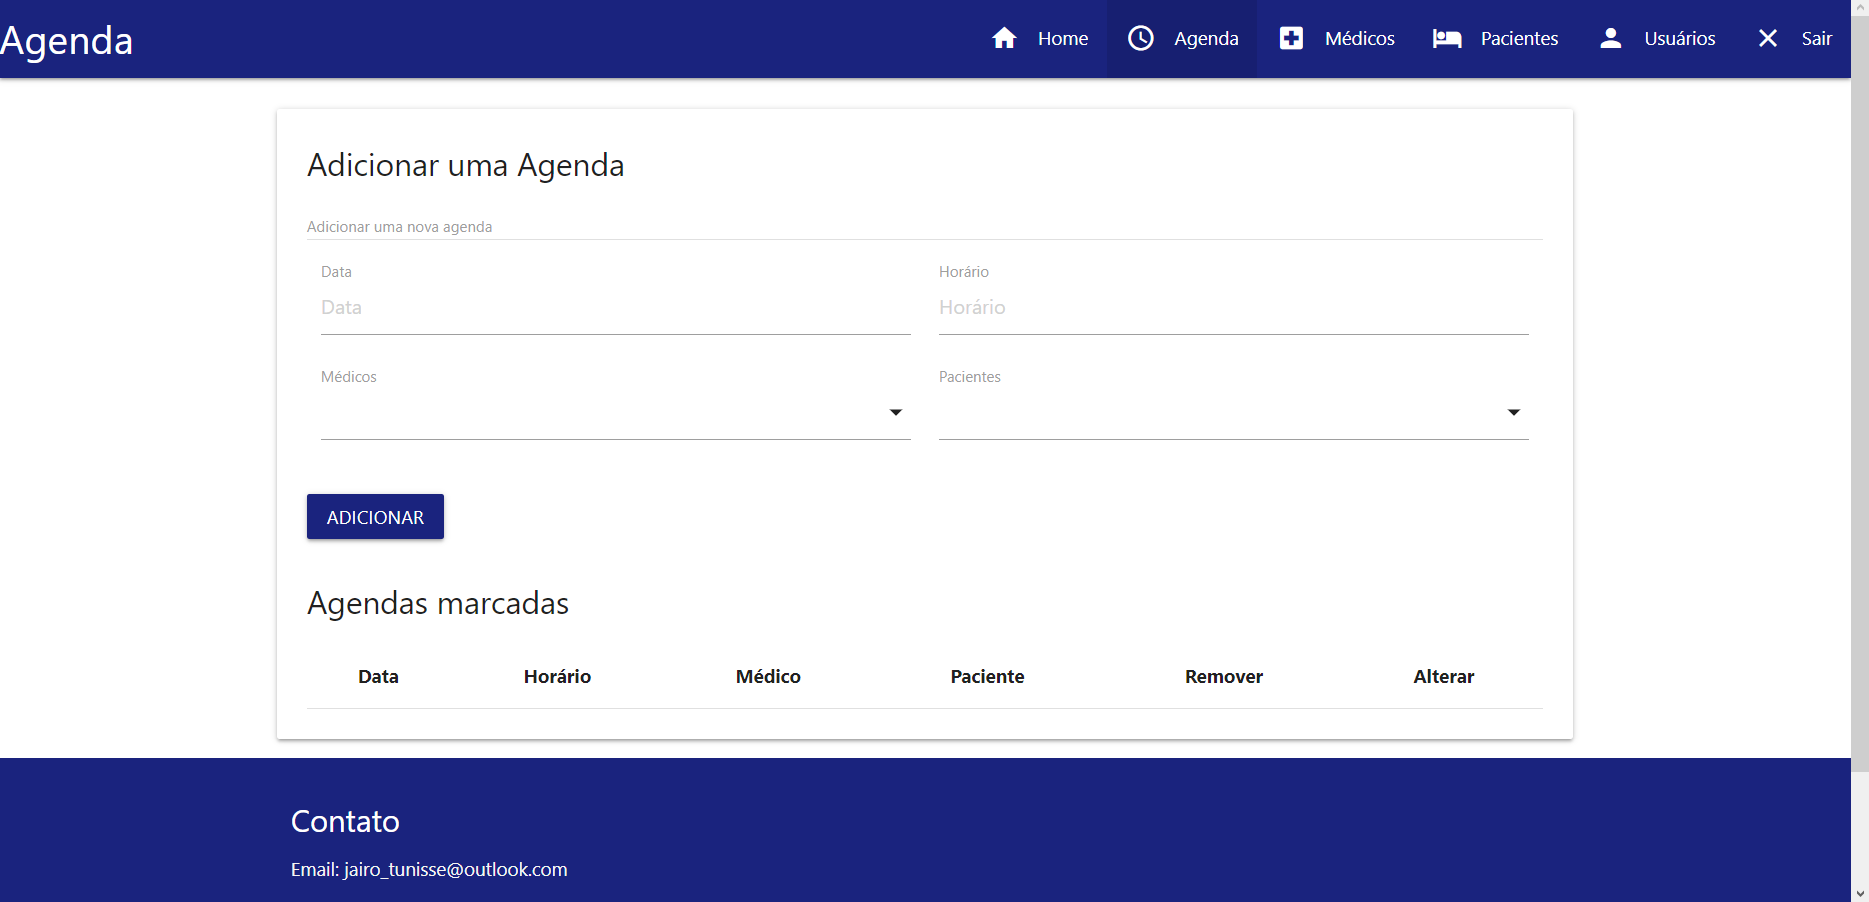 Agenda
Home Agenda Médicos Pacientes Usuários Sair
Adicionar uma Agenda
Adicionar uma nova agenda
Data Horário
Data Horário
Médicos Pacientes
ADICIONAR
Agendas marcadas
Data Horário Médico Paciente Remover Alterar
Contato
Email: jairo_tunisse@outlook.com